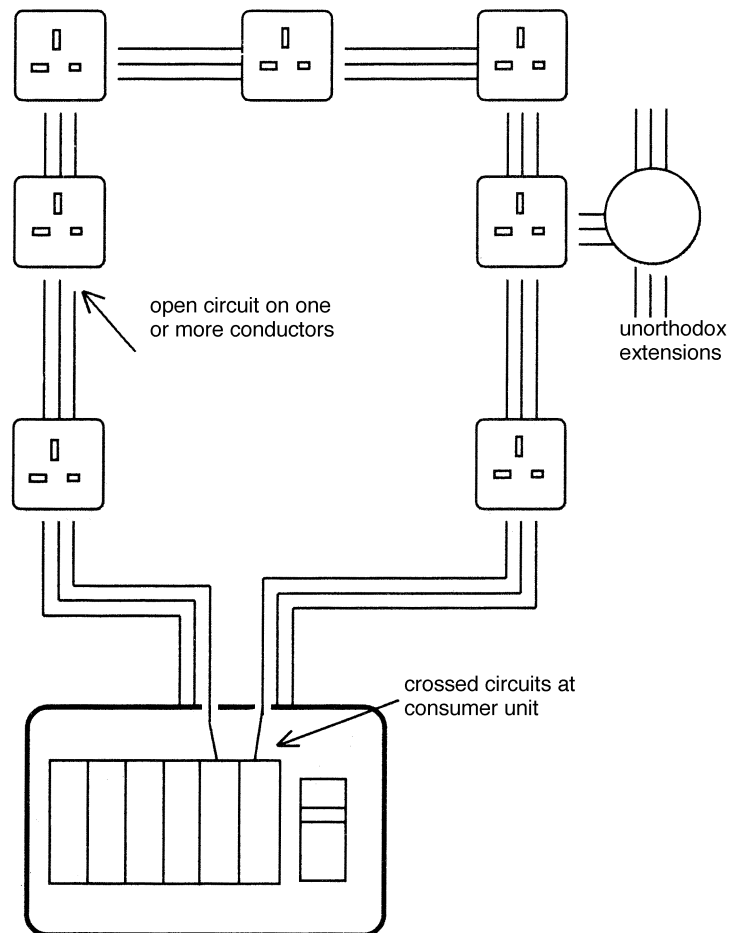 open circuit on one
or more conductors
unorthodox
extensions
crossed circuits at
consumer unit